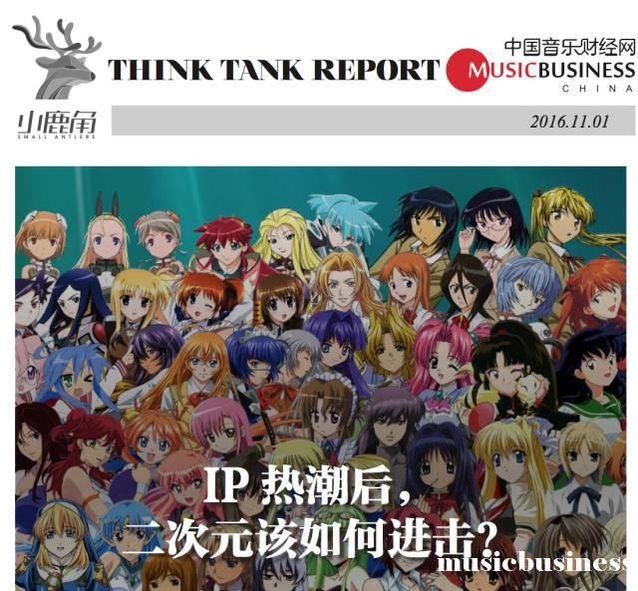 中国音乐财经网
THINK TANK REPORT
MUSICBUSINESS
CHINA
小鹿角
SMALL ANTLERS
2016.11.01
IP 热潮后，
二次元该如何进击？
musicbusiness